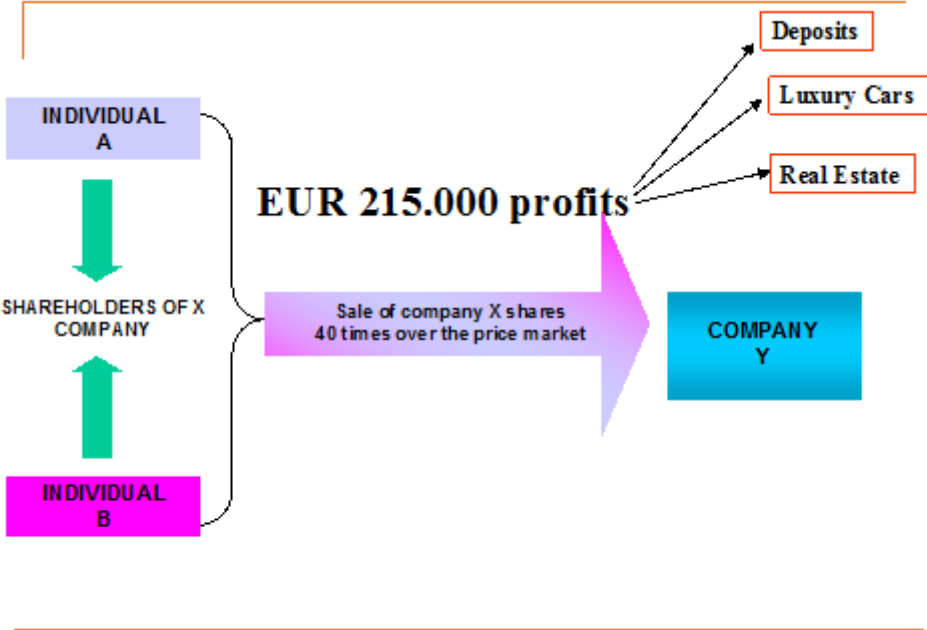 Deposits
Luxury Cars
Real Estate
INDIVIDUAL
A
EUR 215.000 profits
SHAREHOLDERS OF X
COMPANY
Sale of company X shares
40 times over the price market
COMPANY
Y
INDIVIDUAL
B